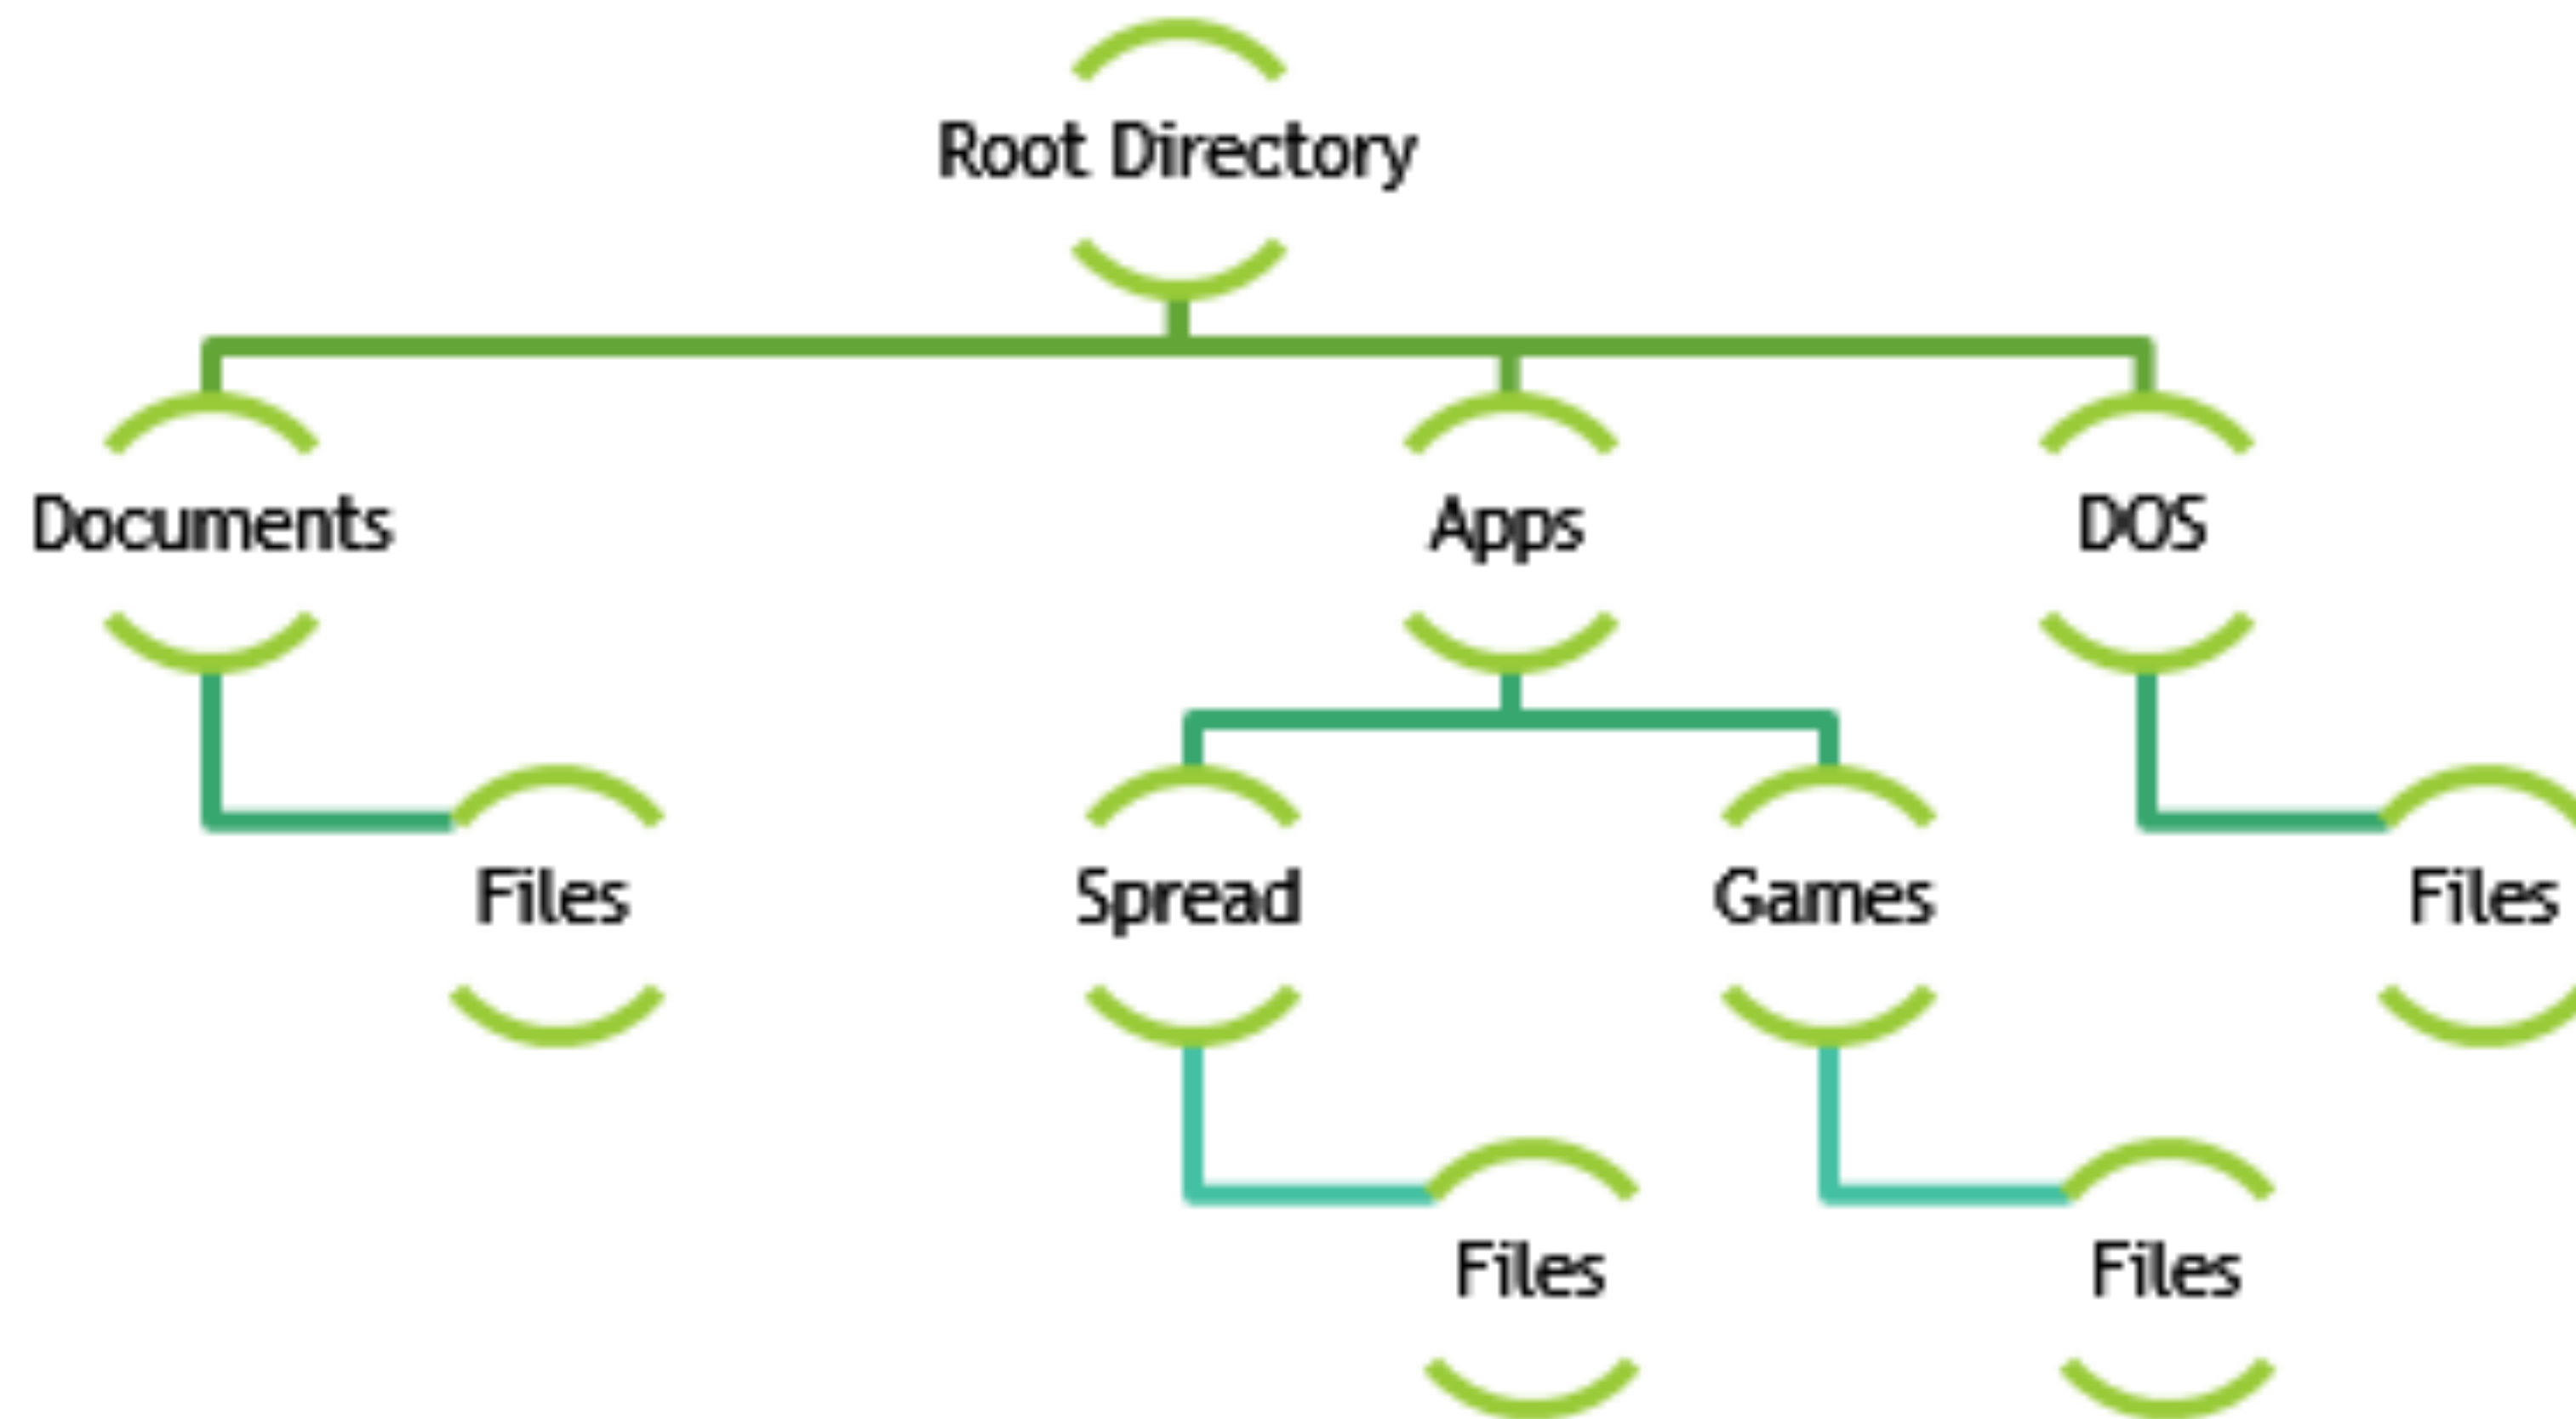 Root Directory
Documents
Apps
DOS
Files
Spread
Games
Files
Files
Files